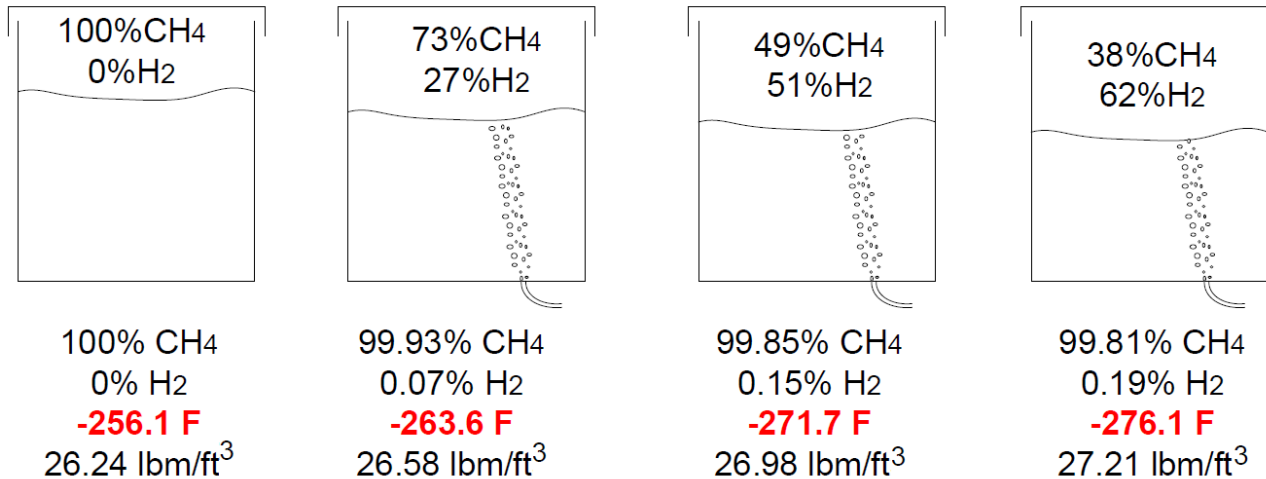 100%CH4
0%H2
73%CH4
27%H2
49%CH4
51%H2
38%CH4
62%H2
100% CH4
0% H2
-256.1 F
26.24 lbm/ft3
99.93% CH4
0.07% H2
-263.6 F
26.58 lbm/ft3
99.85% CH4
0.15% H2
-271.7 F
26.98 lbm/ft3
99.81% CH4
0.19% H2
-276.1 F
27.21 lbm/ft3